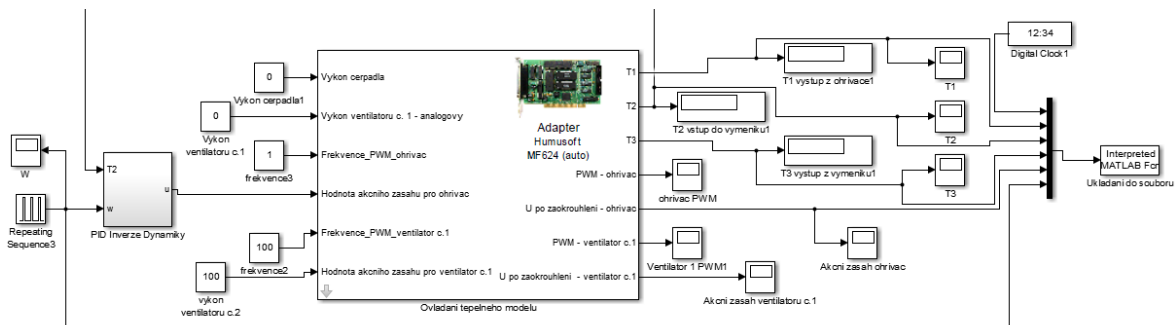 0
Vykon cerpadla1
0
Vykon
ventilatoru c.1
1
frekvence3
W
Repeating
Sequence3
T2
w
u
PID Inverze Dynamiky
100
frekvence2
100
vykon
ventilatoru c.2
Vykon cerpadla
Vykon ventilatoru c. 1 - analogovy
Frekvence_PWM_ohrivac
Hodnota akcniho zasahu pro ohrivac
Frekvence_PWM_ventilator c.1
Hodnota akcniho zasahu pro ventilator c.1
Adapter
Humusoft
MF624 (auto)
T1
T2
T3
PWM - ohrivac
U po zaokrouhleni - ohrivac
PWM - ventilator c.1
U po zaokrouhleni - ventilator c.1
Ovladani tepelneho modelu
T1 vystup z ohrivace1
T2 vstup do vymeniku1
T3 vystup z vymeniku1
ohrivac PWM
Ventilator 1 PWM1
Akcni zasah ventilatoru c.1
Akcni zasah ohrivac
T1
T2
T3
12:34
Digital Clock1
Interpreted
MATLAB Fcn
Ukladani do souboru